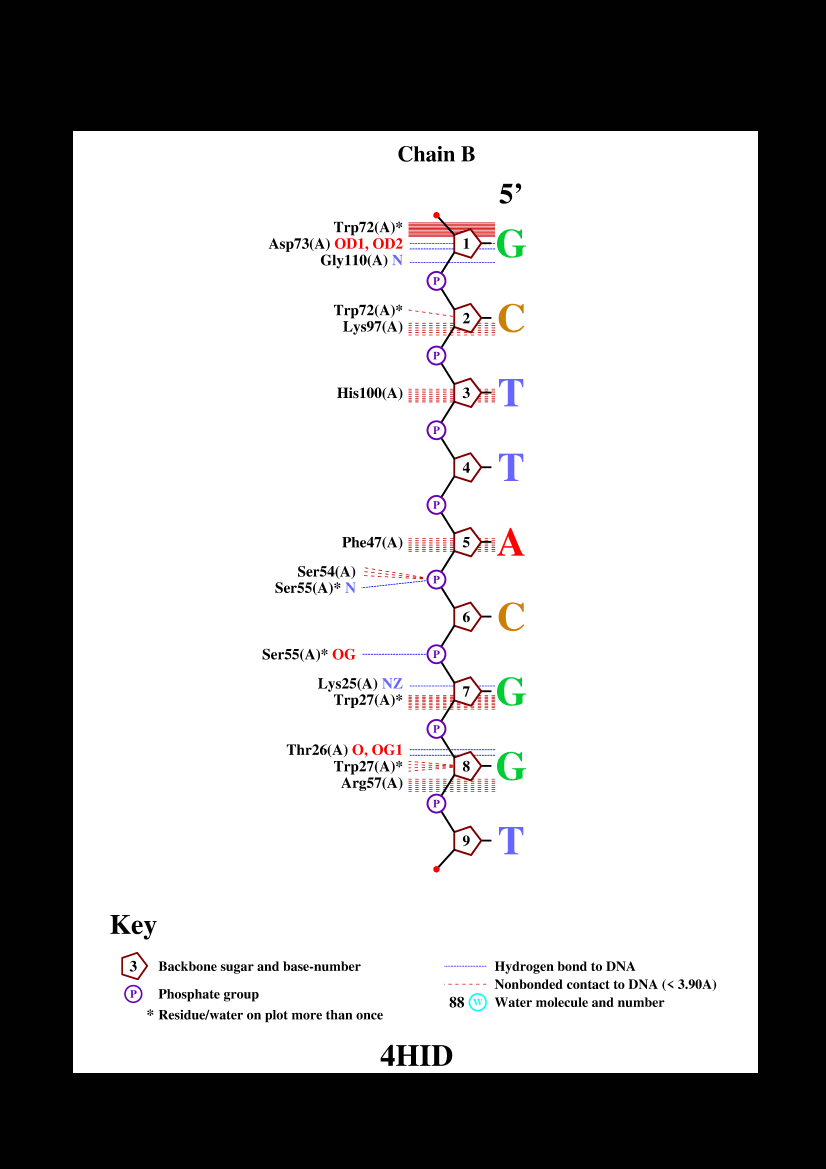 Chain B
5’
Trp72(A)*
Asp73(A) OD1, OD2
1 G
Gly110(A) N
P
Trp72(A)*
2 C
Lys97(A)
P
His100(A) 3 T
P
4 T
P
Phe47(A) 5 A
Ser54(A)
P
Ser55(A)* N
6 C
Ser55(A)* OG P
Lys25(A) NZ
7 G
Trp27(A)*
P
Thr26(A) O, OG1
Trp27(A)* 8 G
Arg57(A)
P
9 T
Key
3 Backbone sugar and base-number
P Phosphate group
* Residue/water on plot more than once
Hydrogen bond to DNA
Nonbonded contact to DNA (< 3.90A)
88 W Water molecule and number
4HID